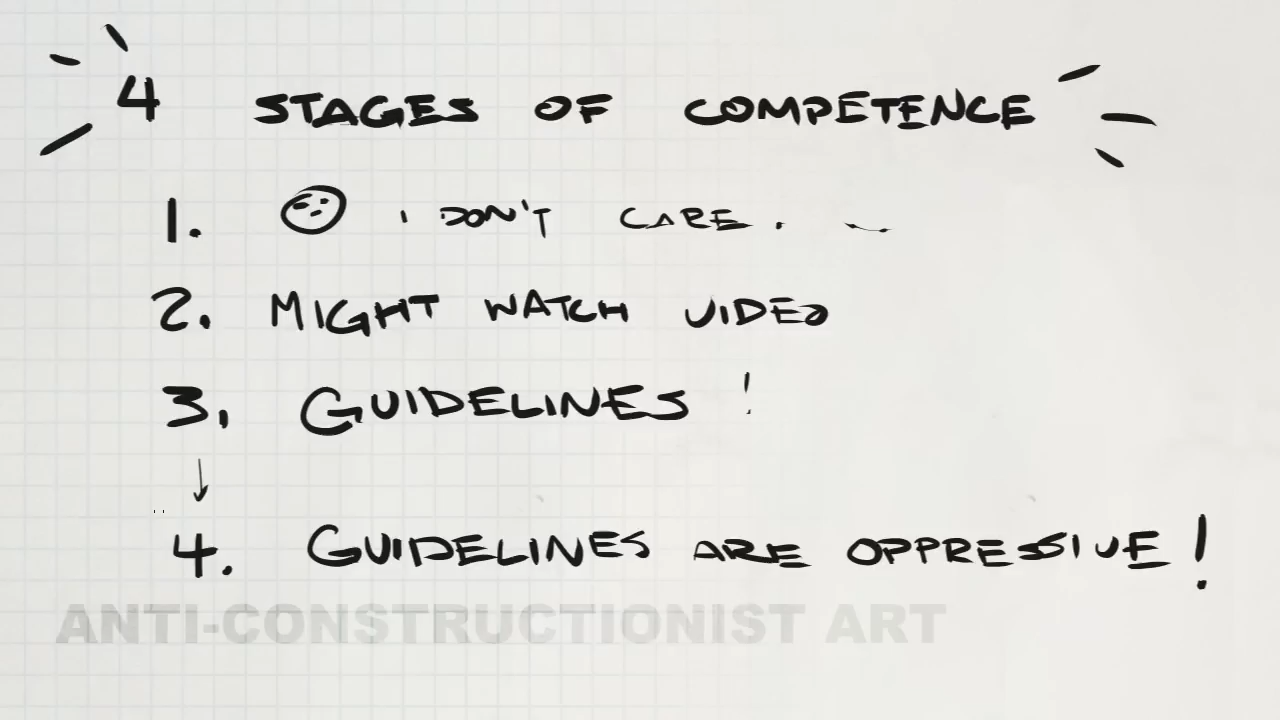 4 STAGES OF COMPETENCE
1. I DON'T CARE.
2. MIGHT WATCH VIDEO
3. GUIDELINES!
4. GUIDELINES ARE OPPRESSIVE!
ANTI-CONSTRUCTIONIST ART